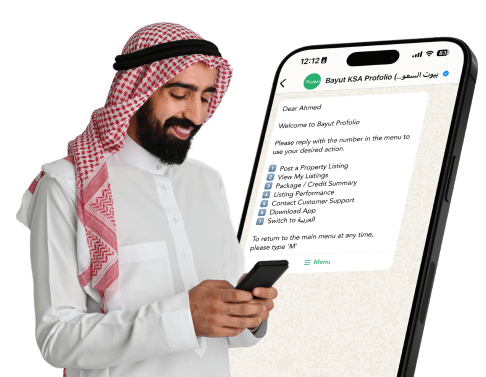 12:12
83
Bayut KSA Profolio (بيوت السعو...
Dear Ahmed
Welcome to Bayut Profolio
Please reply with the number in the menu to
use your desired action.
1 Post a Property Listing
2 View My Listings
3 Package / Credit Summary
4 Listing Performance
5 Contact Customer Support
6 Download App
7 Switch to العربية
To return to the main menu at any time,
please type 'M'
Menu